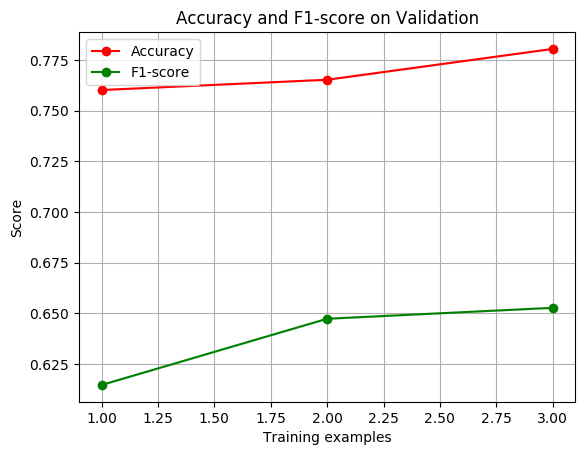 Accuracy and F1-score on Validation
Accuracy
F1-score
0.775
0.750
0.725
0.700
0.675
0.650
0.625
Score
1.00 1.25 1.50 1.75 2.00 2.25 2.50 2.75 3.00
Training examples